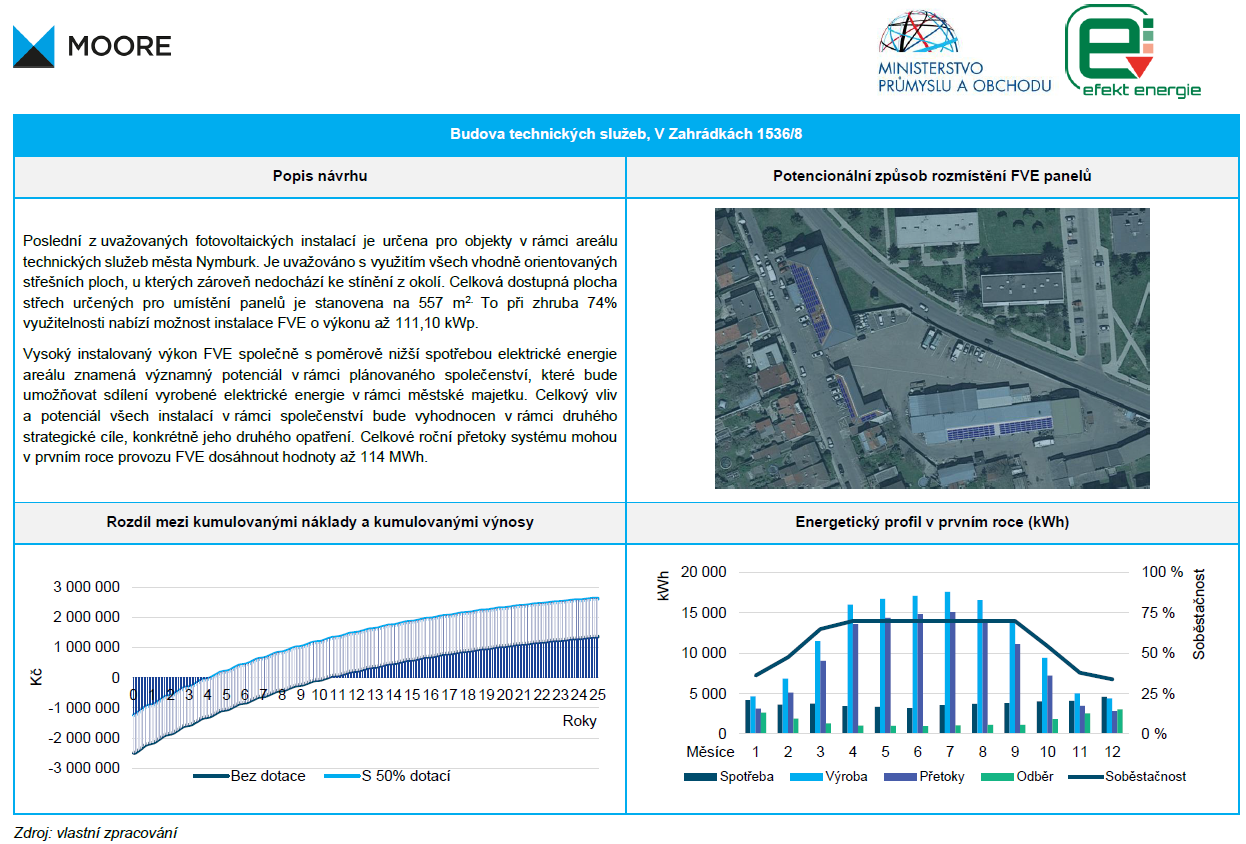 MOORE
MINISTERSTVO
PRŮMYSLU A OBCHODU
efekt energie
Budova technických služeb, V Zahrádkách 1536/8
Popis návrhu
Potencionální způsob rozmístění FVE panelů
Poslední z uvažovaných fotovoltaických instalací je určena pro objekty v rámci areálu
technických služeb města Nymburk. Je uvažováno s využitím všech vhodně orientovaných
střešních ploch, u kterých zároveň nedochází ke stínění z okolí. Celková dostupná plocha
střech určených pro umístění panelů je stanovena na 557 m². To při zhruba 74%
využitelnosti nabízí možnost instalace FVE o výkonu až 111,10 kWp.
Vysoký instalovaný výkon FVE společně s poměrově nižší spotřebou elektrické energie
areálu znamená významný potenciál v rámci plánovaného společenství, které bude
umožňovat sdílení vyrobené elektrické energie v rámci městské majetku. Celkový vliv
a potenciál všech instalací v rámci společenství bude vyhodnocen v rámci druhého
strategické cíle, konkrétně jeho druhého opatření. Celkové roční přetoky systému mohou
v prvním roce provozu FVE dosáhnout hodnoty až 114 MWh.
Rozdíl mezi kumulovanými náklady a kumulovanými výnosy
Energetický profil v prvním roce (kWh)
3 000 000
2 000 000
1 000 000
0
-1 000 000
-2 000 000
-3 000 000
Kč
0 1 2 3 4 5 6 7 8 9 10 11 12 13 14 15 16 17 18 19 20 21 22 23 24 25
Roky
Bez dotace S 50% dotací
kWh
20 000
15 000
10 000
5 000
0
100 %
75 %
50 %
25 %
0 %
Soběstačnost
Měsíce 1 2 3 4 5 6 7 8 9 10 11 12
Spotřeba Výroba Přetoky Odběr Soběstačnost
Zdroj: vlastní zpracování